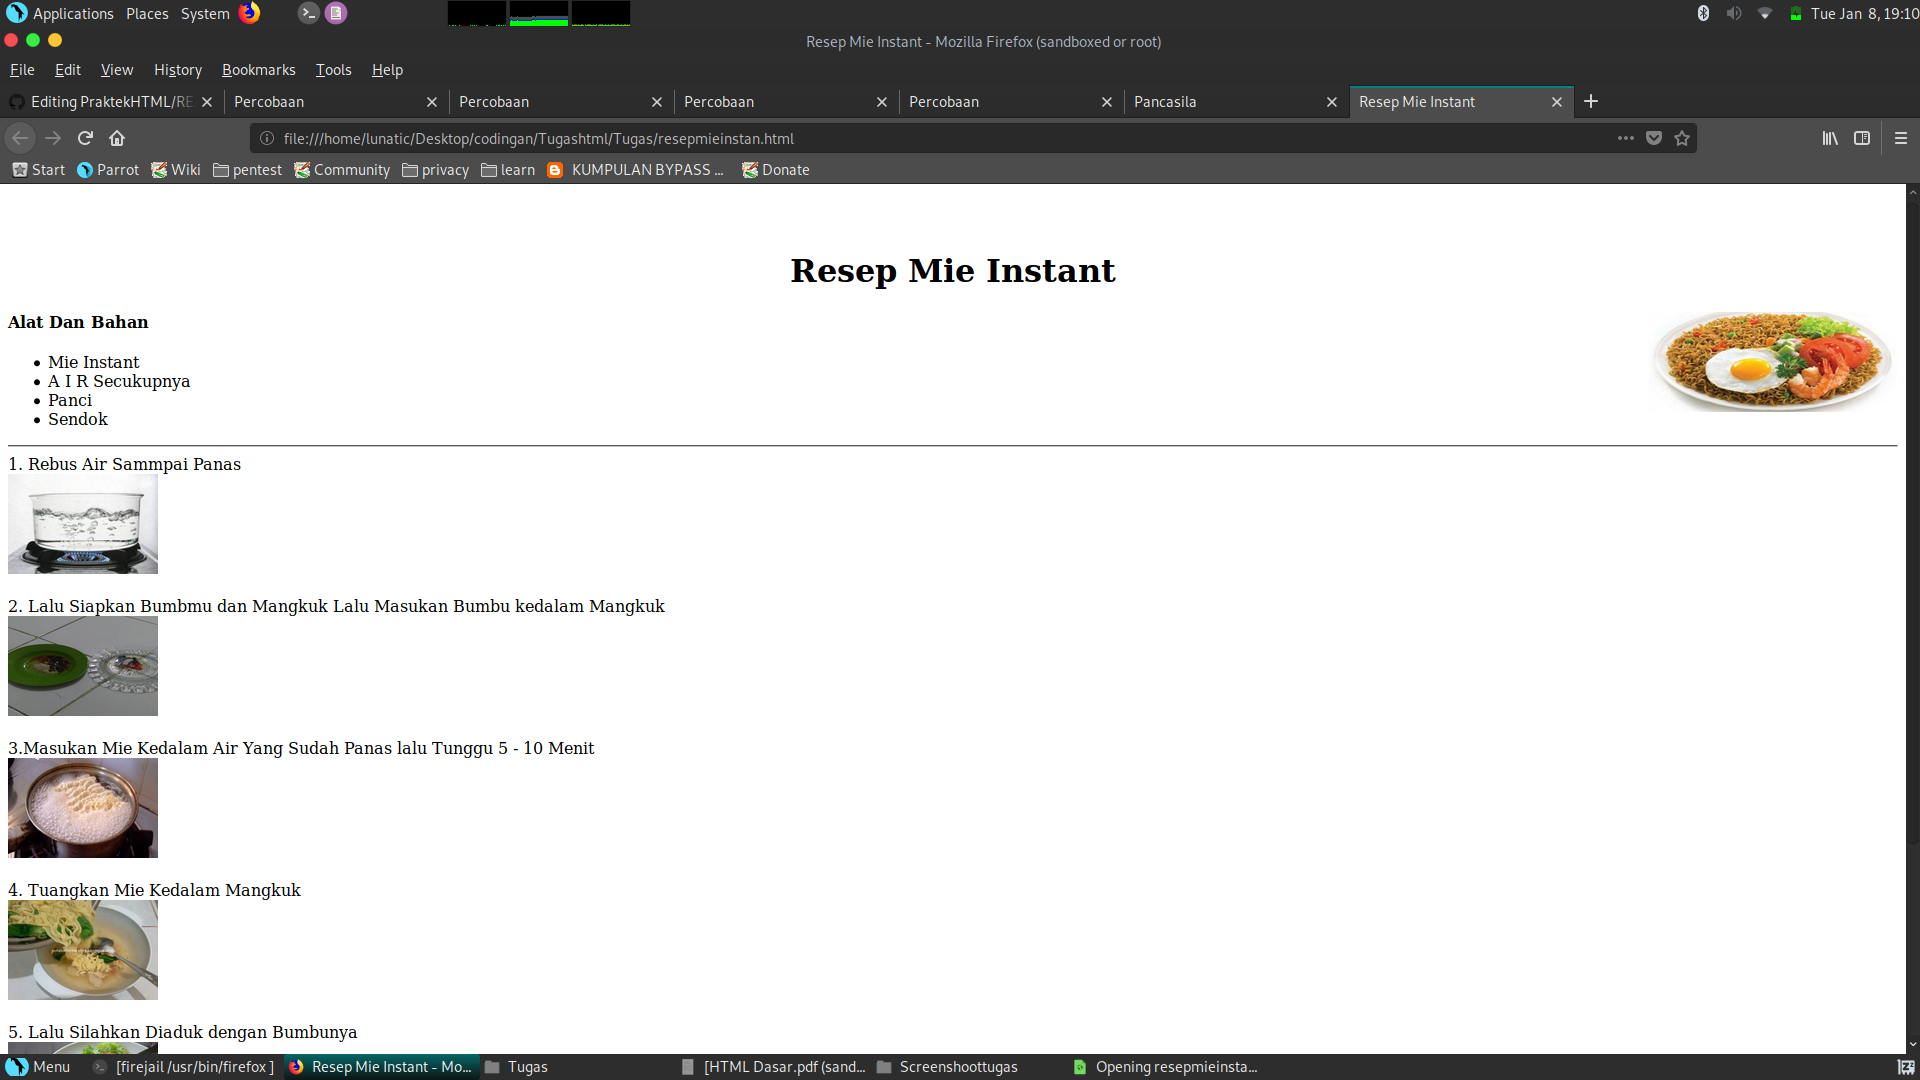 Applications Places System Tue Jan 8, 19:10
Resep Mie Instant - Mozilla Firefox (sandboxed or root)
File Edit View History Bookmarks Tools Help
Editing PraktekHTML/RE Percobaan Percobaan Percobaan Percobaan Pancasila Resep Mie Instant
file:///home/lunatic/Desktop/codingan/Tugashtml/Tugas/resepmieinstan.html
Start Parrot Wiki pentest Community privacy learn KUMPULAN BYPASS ... Donate
Resep Mie Instant
Alat Dan Bahan
• Mie Instant
• A I R Secukupnya
• Panci
• Sendok
1. Rebus Air Sammpai Panas
2. Lalu Siapkan Bumbmu dan Mangkuk Lalu Masukan Bumbu kedalam Mangkuk
3.Masukan Mie Kedalam Air Yang Sudah Panas lalu Tunggu 5 - 10 Menit
4. Tuangkan Mie Kedalam Mangkuk
5. Lalu Silahkan Diaduk dengan Bumbunya
Menu [firejail /usr/bin/firefox ] Resep Mie Instant - Mo... Tugas [HTML Dasar.pdf (sand... Screenshoottugas Opening resepmieinsta...